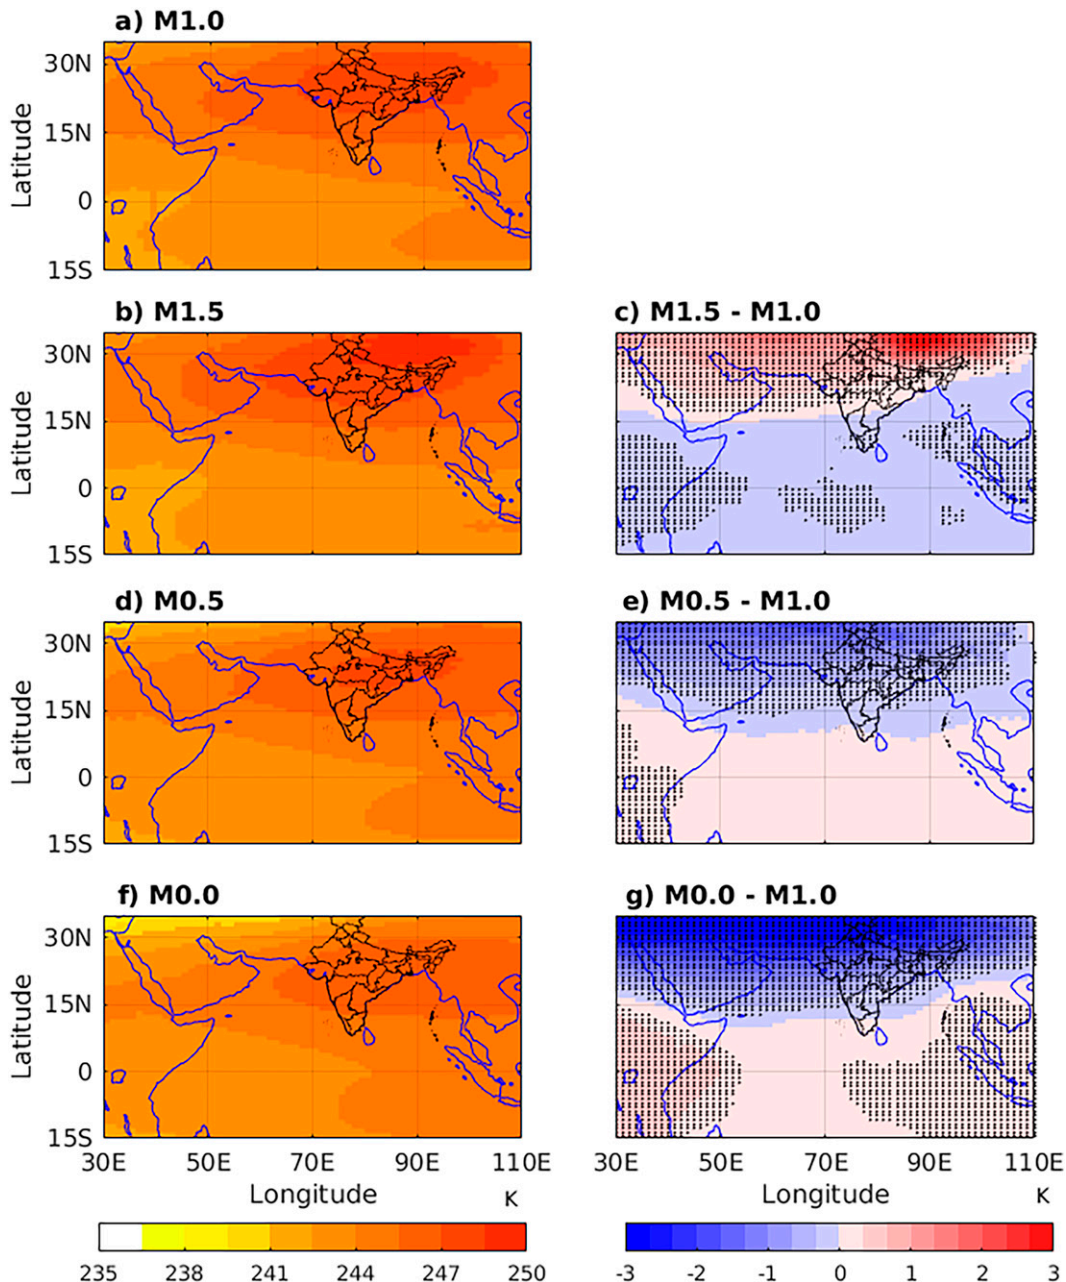 a) M1.0
Latitude
30N
15N
0
15S
b) M1.5
Latitude
30N
15N
0
15S
c) M1.5 - M1.0
d) M0.5
Latitude
30N
15N
0
15S
e) M0.5 - M1.0
f) M0.0
Latitude
30N
15N
0
15S
30E 50E 70E 90E 110E
Longitude
K
235 238 241 244 247 250
g) M0.0 - M1.0
30E 50E 70E 90E 110E
Longitude
K
-3 -2 -1 0 1 2 3